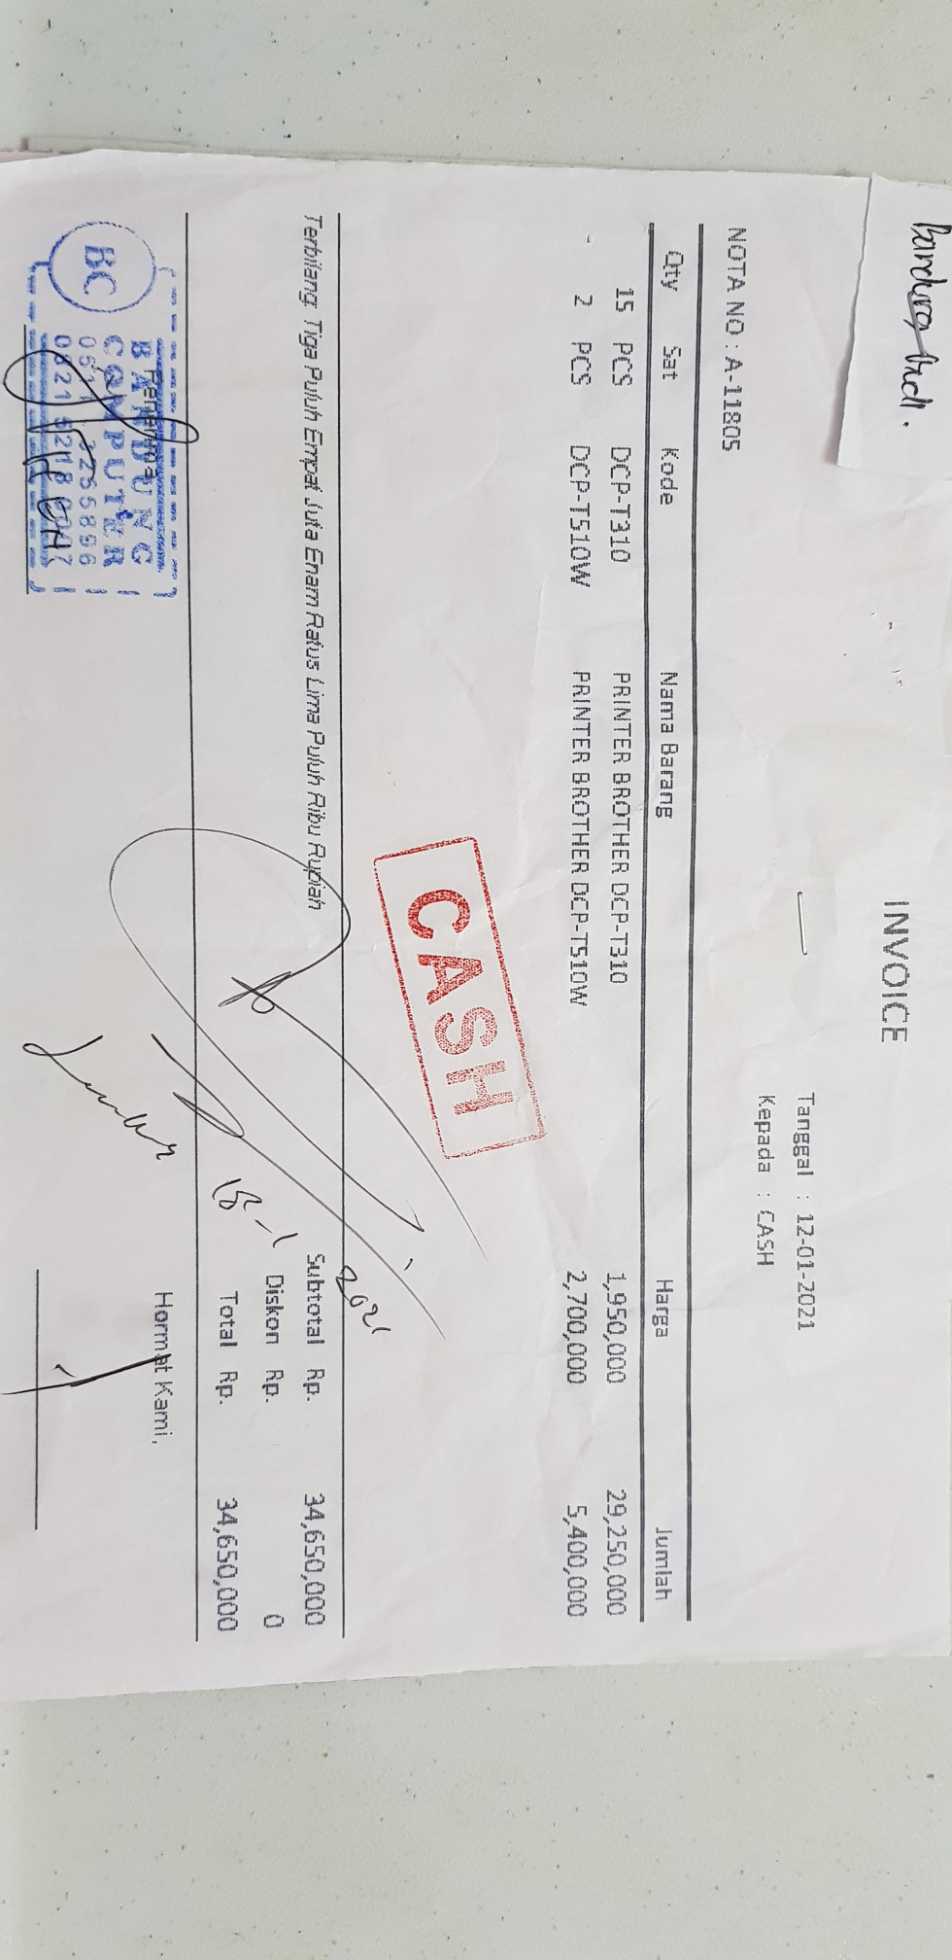 INVOICE
Tanggal : 12-01-2021
Kepada : CASH
NOTA NO : A-11805
Qty Sat Kode Nama Barang Harga Jumlah
15 PCS DCP-T310 PRINTER BROTHER DCP-T310 1,950,000 29,250,000
2 PCS DCP-T510W PRINTER BROTHER DCP-T510W 2,700,000 5,400,000
CASH
2021
Terbilang: Tiga Puluh Empat Juta Enam Ratus Lima Puluh Ribu Rupiah
Subtotal Rp. 34,650,000
Diskon Rp. 0
Total Rp. 34,650,000
Penerima
Hormat Kami,
BC
BANDUNG
COMPUTER